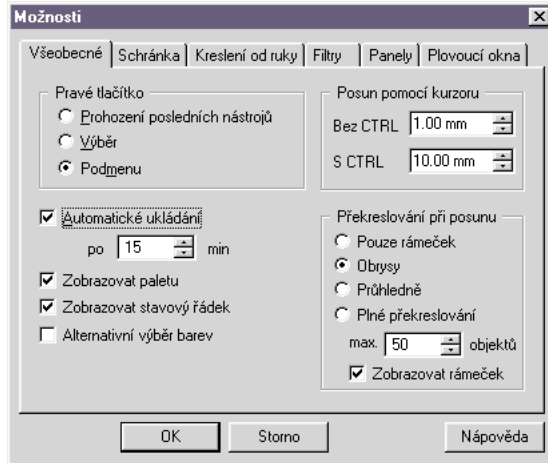 Možnosti
Všeobecné Schránka Kreslení od ruky Filtry Panely Plovoucí okna
Pravé tlačítko
Prohození posledních nástrojů
Výběr
Podmenu
Posun pomocí kurzoru
Bez CTRL 1.00 mm
S CTRL 10.00 mm
Automatické ukládání
po 15 min
Zobrazovat paletu
Zobrazovat stavový řádek
Alternativní výběr barev
Překreslování při posunu
Pouze rámeček
Obrysy
Průhledně
Plné překreslování
max. 50 objektů
Zobrazovat rámeček
OK Storno Nápověda